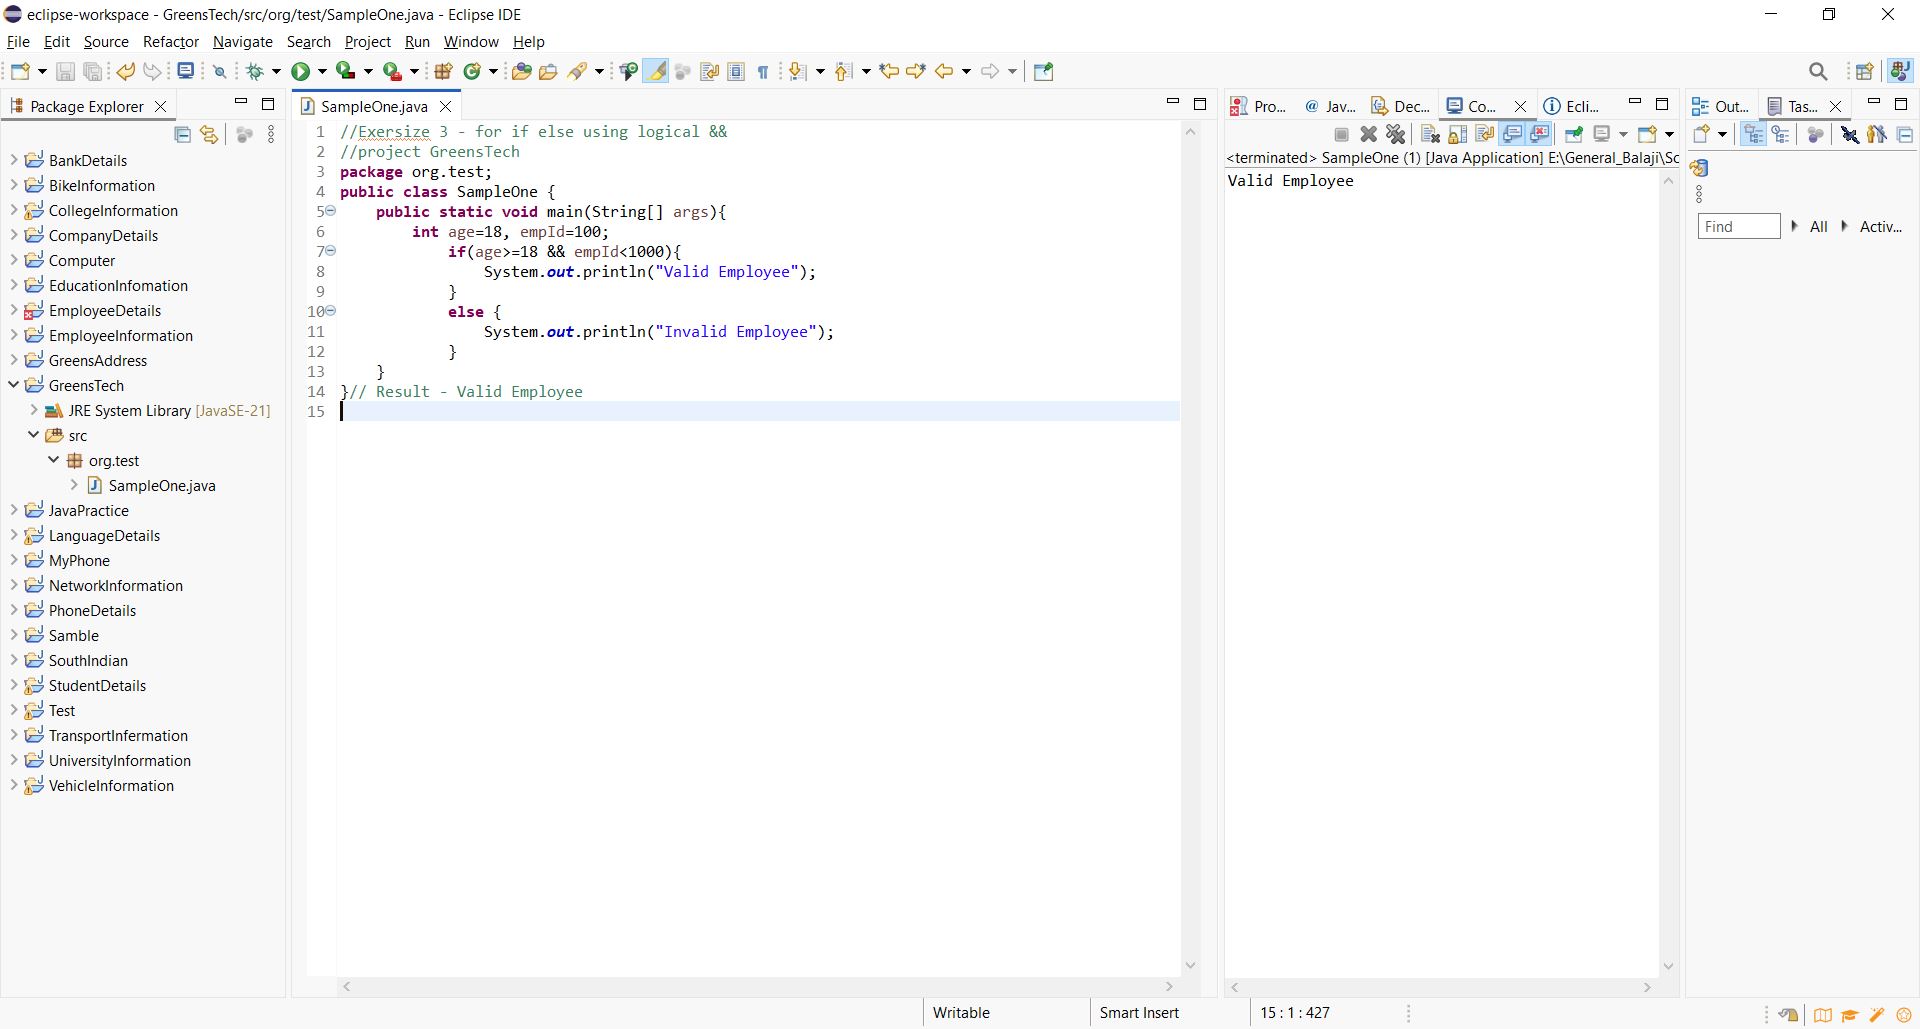 eclipse-workspace - GreensTech/src/org/test/SampleOne.java - Eclipse IDE
File Edit Source Refactor Navigate Search Project Run Window Help
Package Explorer
BankDetails
BikeInformation
CollegeInformation
CompanyDetails
Computer
EducationInfomation
EmployeeDetails
EmployeeInformation
GreensAddress
GreensTech
JRE System Library [JavaSE-21]
src
org.test
SampleOne.java
JavaPractice
LanguageDetails
MyPhone
NetworkInformation
PhoneDetails
Samble
SouthIndian
StudentDetails
Test
TransportInfermation
UniversityInformation
VehicleInformation
SampleOne.java
1 //Exersize 3 - for if else using logical &&
2 //project GreensTech
3 package org.test;
4 public class SampleOne {
5 public static void main(String[] args){
6 int age=18, empId=100;
7 if(age>=18 && empId<1000){
8 System.out.println("Valid Employee");
9 }
10 else {
11 System.out.println("Invalid Employee");
12 }
13 }
14 }// Result - Valid Employee
15
Pro... @ Jav... Dec... Co... Ecli...
<terminated> SampleOne (1) [Java Application] E:\General_Balaji\Sc
Valid Employee
Out... Tas...
Find All Activ...
Writable Smart Insert 15 : 1 : 427